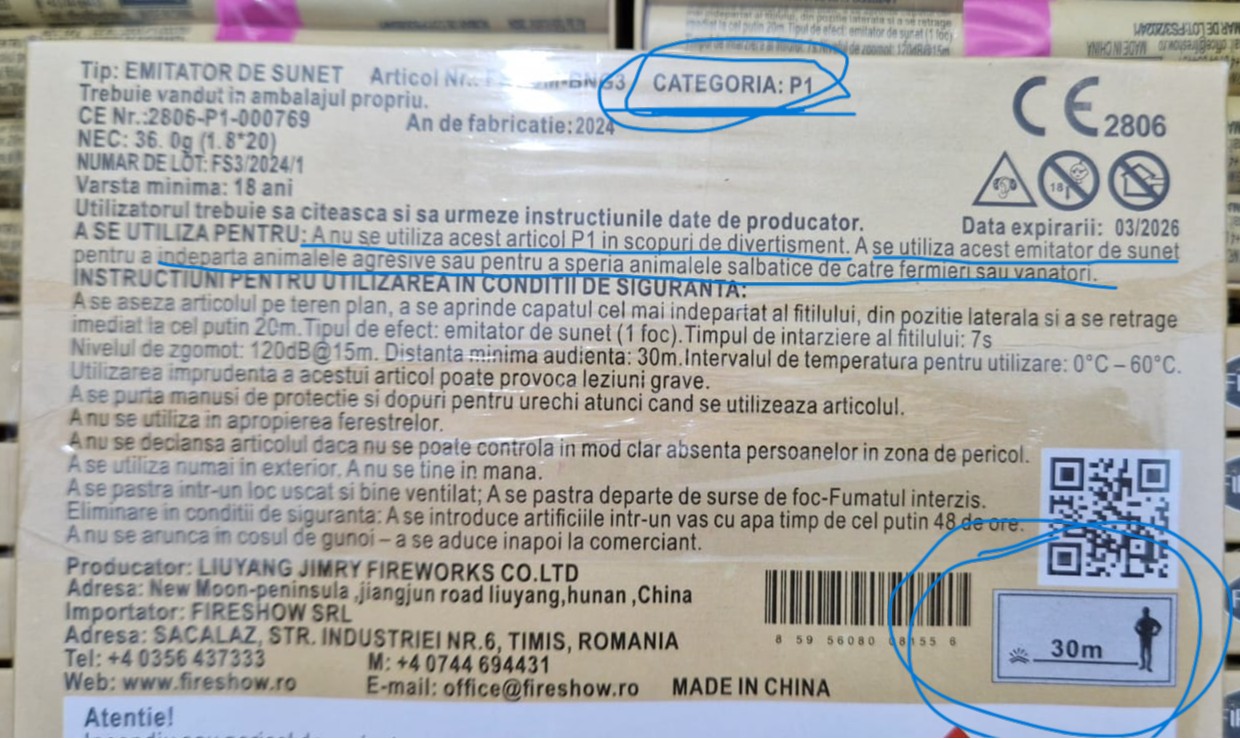 Tip: EMITATOR DE SUNET Articol Nr.: CATEGORIA: P1
Trebuie vandut in ambalajul propriu.
CE Nr.:2806-P1-000769 An de fabricatie:2024
NEC: 36. 0g (1.8*20)
NUMAR DE LOT: FS3/2024/1
Varsta minima: 18 ani
CE 2806
18
Data expirarii: 03/2026
Utilizatorul trebuie sa citeasca si sa urmeze instructiunile date de producator.
A SE UTILIZA PENTRU: A nu se utiliza acest articol P1 in scopuri de divertisment. A se utiliza acest emitator de sunet
pentru a indeparta animalele agresive sau pentru a speria animalele salbatice de catre fermieri sau vanatori.
INSTRUCTIUNI PENTRU UTILIZAREA IN CONDITII DE SIGURANTA:
A se aseza articolul pe teren plan, a se aprinde capatul cel mai indepartat al fitilului, din pozitie laterala si a se retrage
imediat la cel putin 20m. Tipul de efect: emitator de sunet (1 foc). Timpul de intarziere al fitilului: 7s
Nivelul de zgomot: 120dB@15m. Distanta minima audienta: 30m. Intervalul de temperatura pentru utilizare: 0°C – 60°C.
Utilizarea imprudenta a acestui articol poate provoca leziuni grave.
A se purta manusi de protectie si dopuri pentru urechi atunci cand se utilizeaza articolul.
A nu se utiliza in apropierea ferestrelor.
A nu se declansa articolul daca nu se poate controla in mod clar absenta persoanelor in zona de pericol.
A se utiliza numai in exterior. A nu se tine in mana.
A se pastra intr-un loc uscat si bine ventilat; A se pastra departe de surse de foc-Fumatul interzis.
Eliminare in conditii de siguranta: A se introduce artificiile intr-un vas cu apa timp de cel putin 48 de ore.
A nu se arunca in cosul de gunoi – a se aduce inapoi la comerciant.
Producator: LIUYANG JIMRY FIREWORKS CO.LTD
Adresa: New Moon-peninsula ,jiangjun road liuyang,hunan ,China
Importator: FIRESHOW SRL
Adresa: SACALAZ, STR. INDUSTRIEI NR.6, TIMIS, ROMANIA
Tel: +4 0356 437333 M: +4 0744 694431
Web: www.fireshow.ro E-mail: office@fireshow.ro MADE IN CHINA
8 59 56080 08155 6
30m
Atentie!